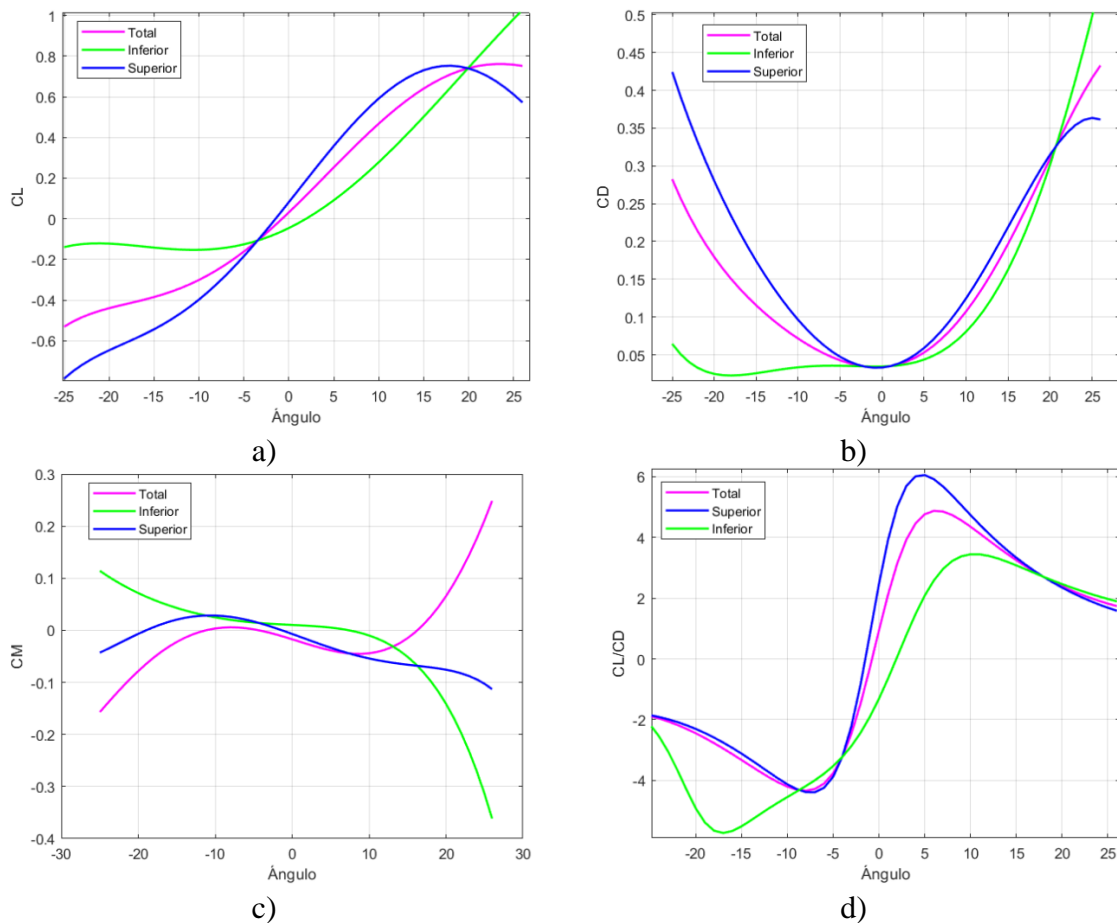 1
0.8
0.6
0.4
0.2
0
-0.2
-0.4
-0.6
CL
Total
Inferior
Superior
-25 -20 -15 -10 -5 0 5 10 15 20 25
Ángulo
a)
0.5
0.45
0.4
0.35
0.3
0.25
0.2
0.15
0.1
0.05
CD
Total
Inferior
Superior
-25 -20 -15 -10 -5 0 5 10 15 20 25
Ángulo
b)
0.3
0.2
0.1
0
-0.1
-0.2
-0.3
-0.4
CM
Total
Inferior
Superior
-30 -20 -10 0 10 20 30
Ángulo
c)
6
4
2
0
-2
-4
CL/CD
Total
Superior
Inferior
-20 -15 -10 -5 0 5 10 15 20 25
Ángulo
d)